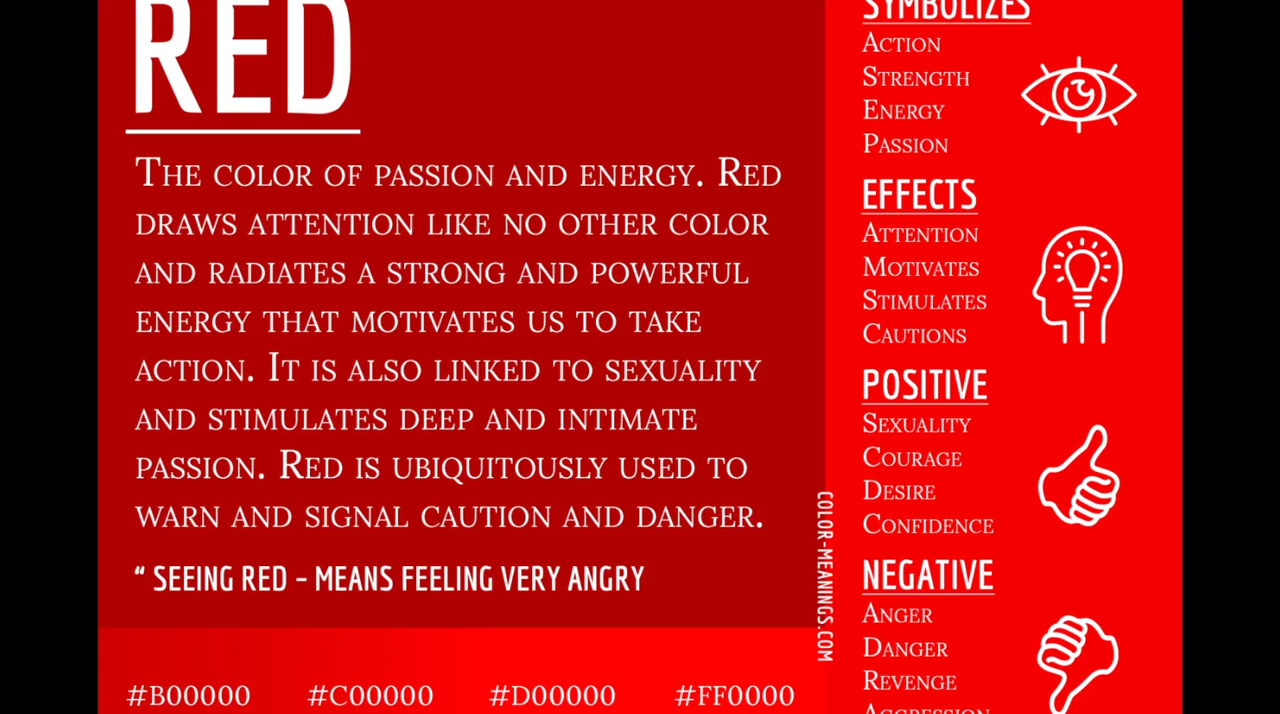 RED
The color of passion and energy. Red
draws attention like no other color
and radiates a strong and powerful
energy that motivates us to take
action. It is also linked to sexuality
and stimulates deep and intimate
passion. Red is ubiquitously used to
warn and signal caution and danger.
“ SEEING RED – MEANS FEELING VERY ANGRY
#B00000 #C00000 #D00000 #FF0000
COLOR-MEANINGS.COM
SYMBOLIZES
Action
Strength
Energy
Passion
EFFECTS
Attention
Motivates
Stimulates
Cautions
POSITIVE
Sexuality
Courage
Desire
Confidence
NEGATIVE
Anger
Danger
Revenge
Aggression